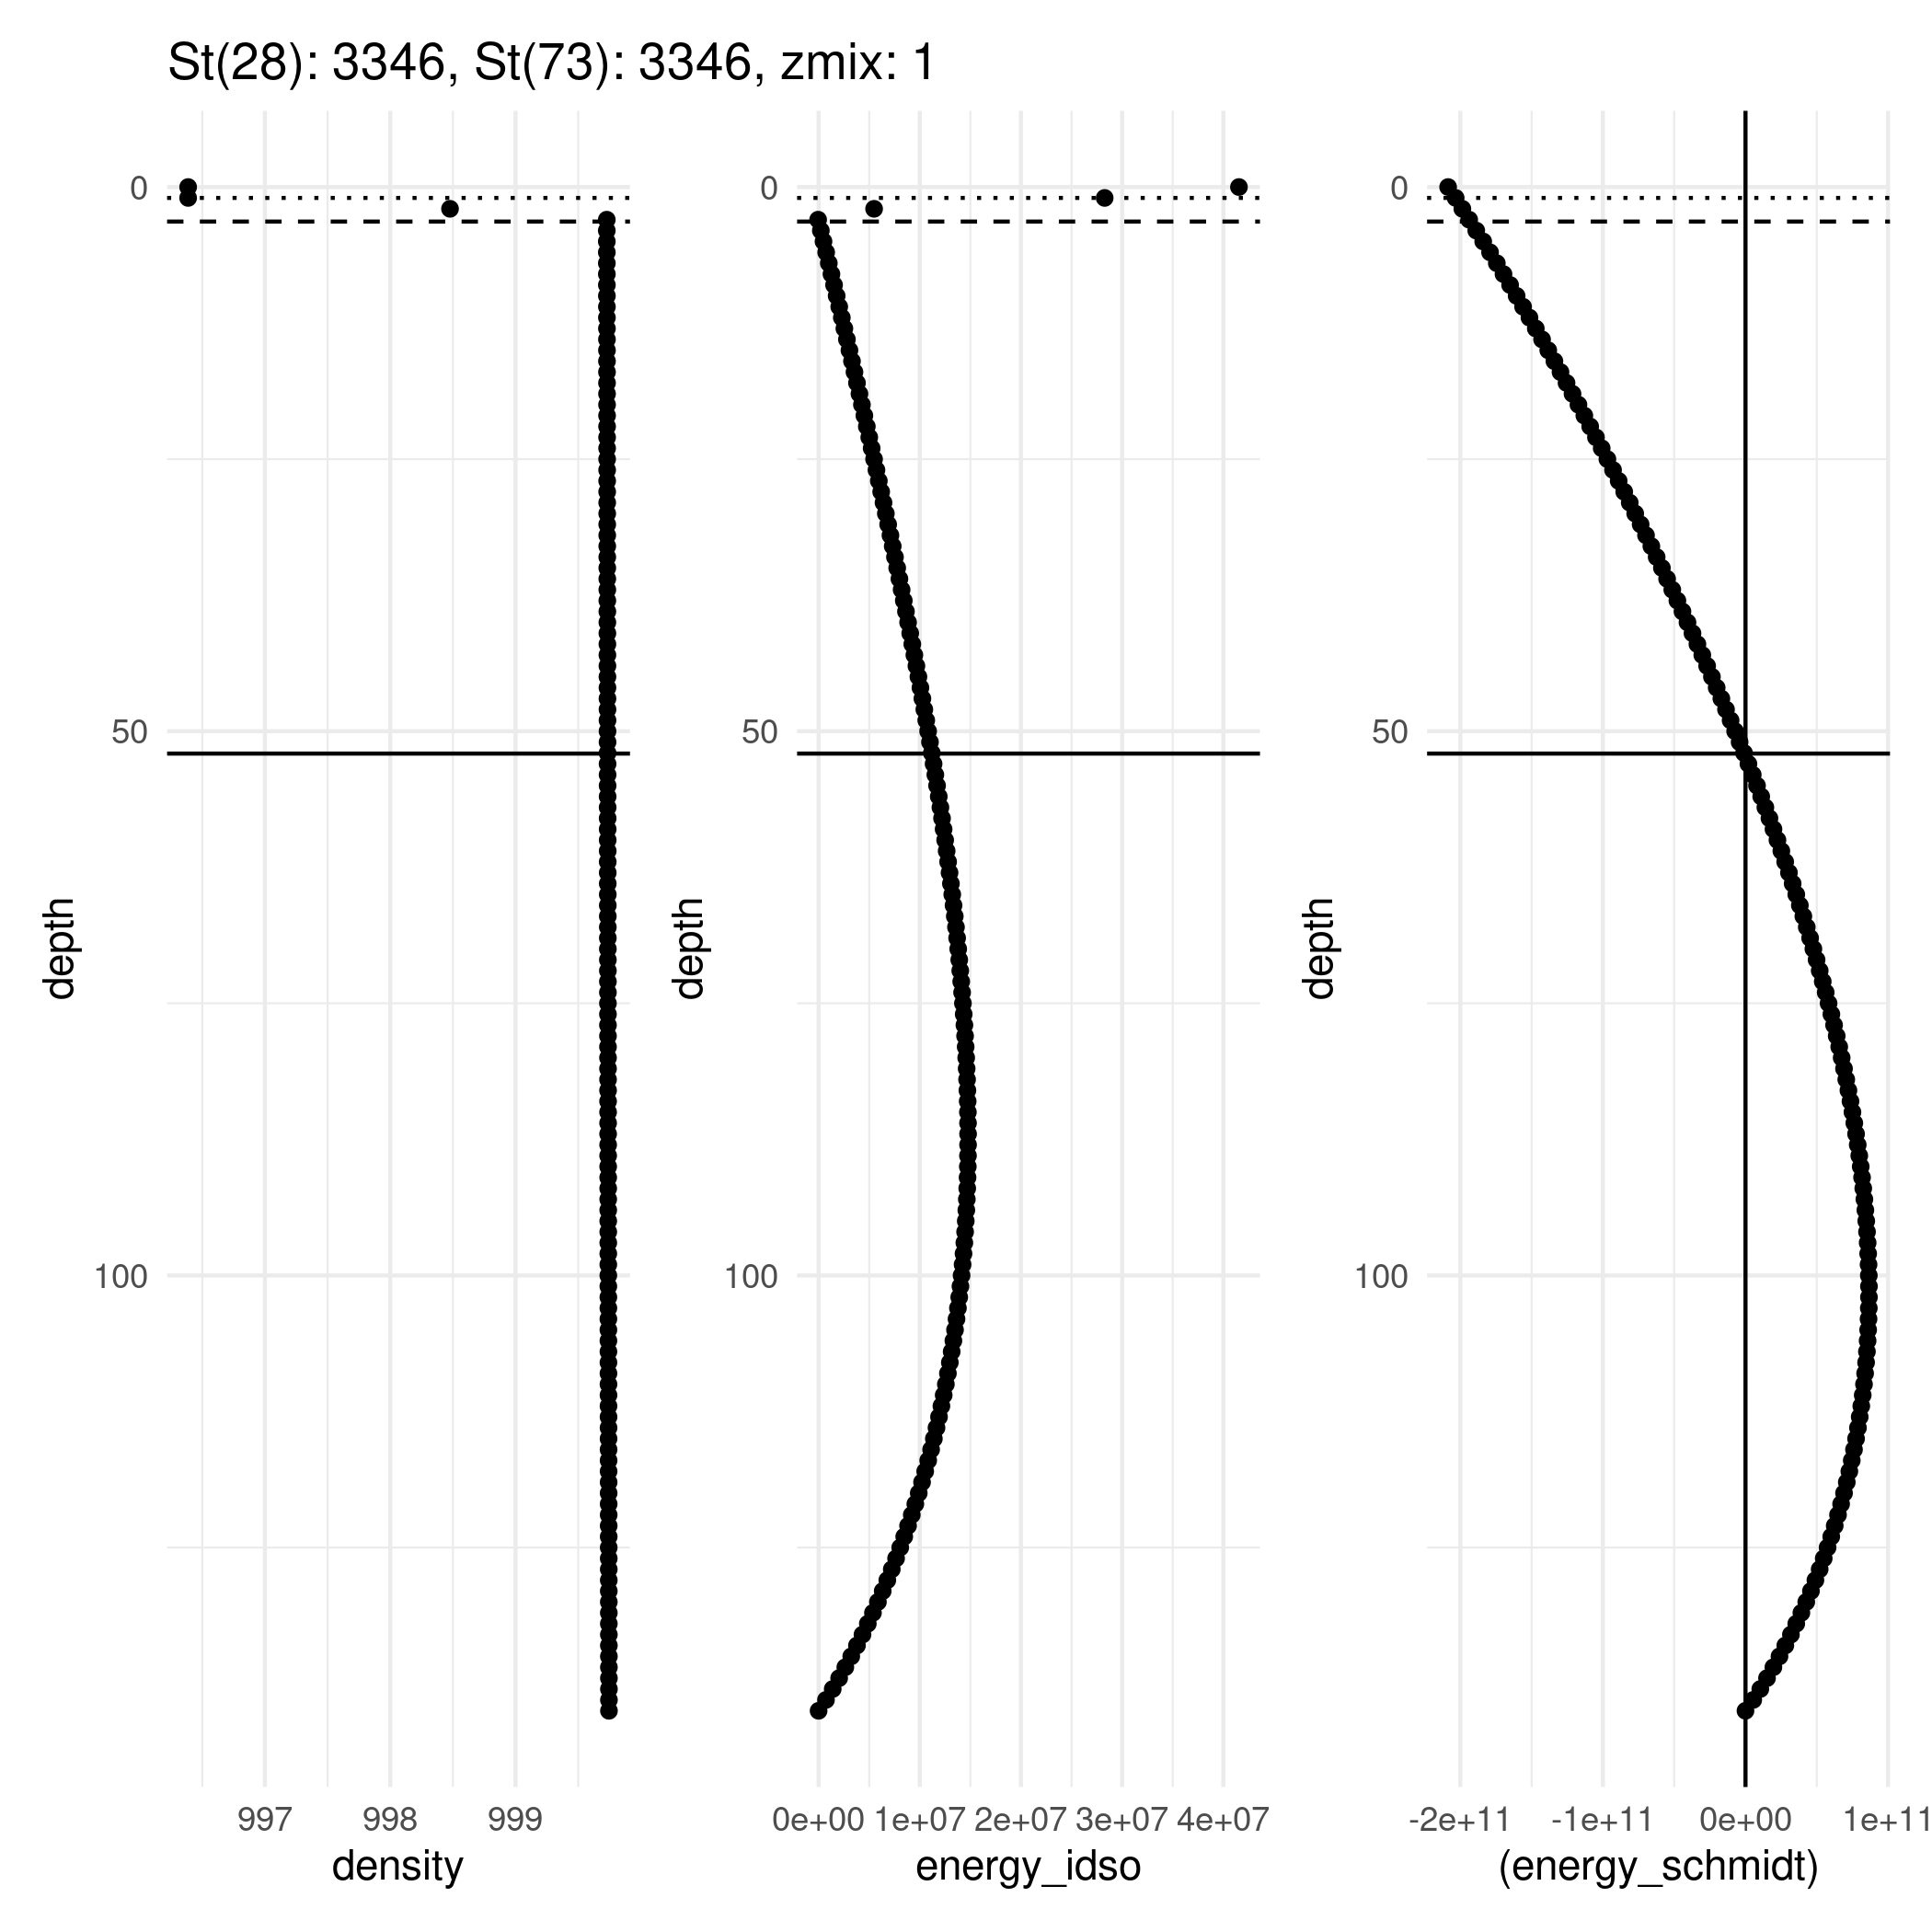 St(28): 3346, St(73): 3346, zmix: 1
0
50
100
depth
997 998 999
density
0
50
100
depth
0e+00 1e+07 2e+07 3e+07 4e+07
energy_idso
0
50
100
depth
-2e+11 -1e+11 0e+00 1e+11
(energy_schmidt)